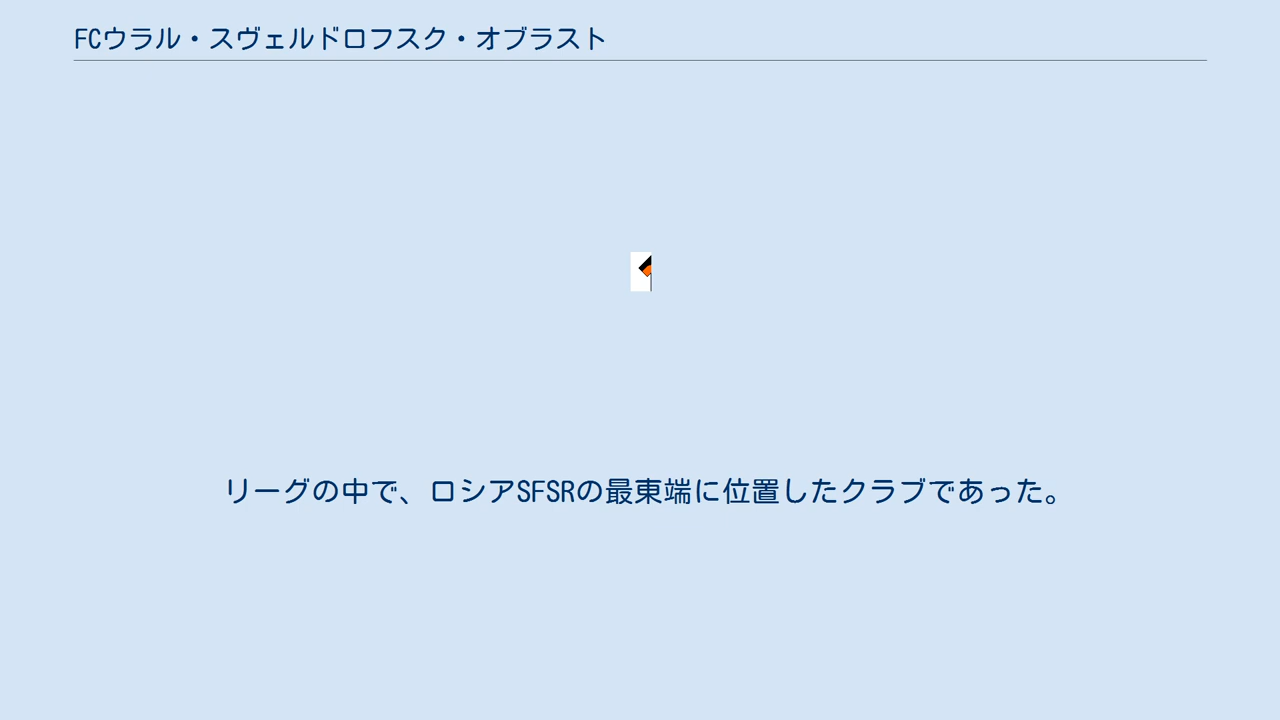 FCウラル・スヴェルドロフスク・オブラスト
リーグの中で、ロシアSFSRの最東端に位置したクラブであった。